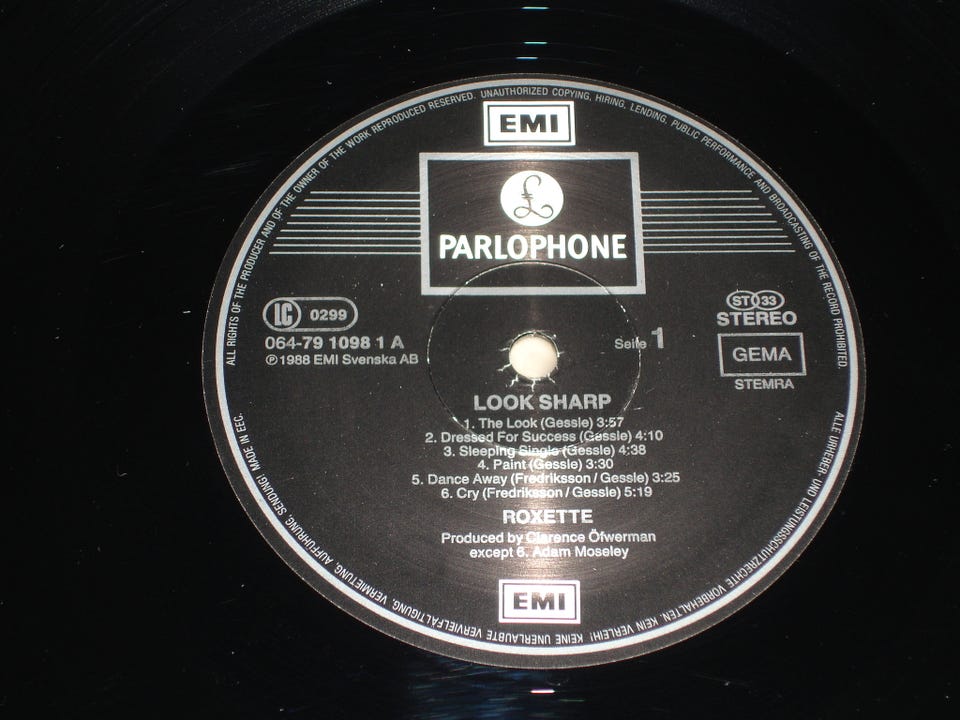 ALL RIGHTS OF THE PRODUCER AND OF THE OWNER OF THE WORK REPRODUCED RESERVED. UNAUTHORIZED COPYING, HIRING, LENDING, PUBLIC PERFORMANCE AND BROADCASTING OF THE RECORD PROHIBITED.
EMI
£
PARLOPHONE
LC 0299
064-79 1098 1 A
℗ 1988 EMI Svenska AB
Seite 1
ST 33
STEREO
GEMA
STEMRA
LOOK SHARP
1. The Look (Gessle) 3:57
2. Dressed For Success (Gessle) 4:10
3. Sleeping Single (Gessle) 4:38
4. Paint (Gessle) 3:30
5. Dance Away (Fredriksson / Gessle) 3:25
6. Cry (Fredriksson / Gessle) 5:19
ROXETTE
Produced by Clarence Öfwerman
except 6. Adam Moseley
EMI
ALLE URHEBER- UND LEISTUNGSSCHUTZRECHTE VORBEHALTEN. KEIN VERLEIH! KEINE UNERLAUBTE VERVIELFÄLTIGUNG, VERMIETUNG, AUFFÜHRUNG, SENDUNG! MADE IN EEC.